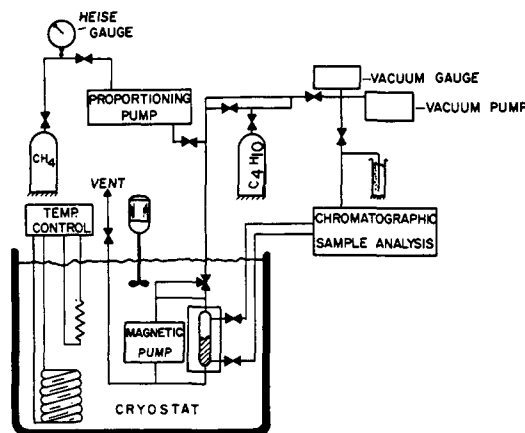 HEISE
GAUGE
PROPORTIONING
PUMP
CH4
C4H10
VACUUM GAUGE
VACUUM PUMP
VENT
TEMP.
CONTROL
CHROMATOGRAPHIC
SAMPLE ANALYSIS
MAGNETIC
PUMP
CRYOSTAT